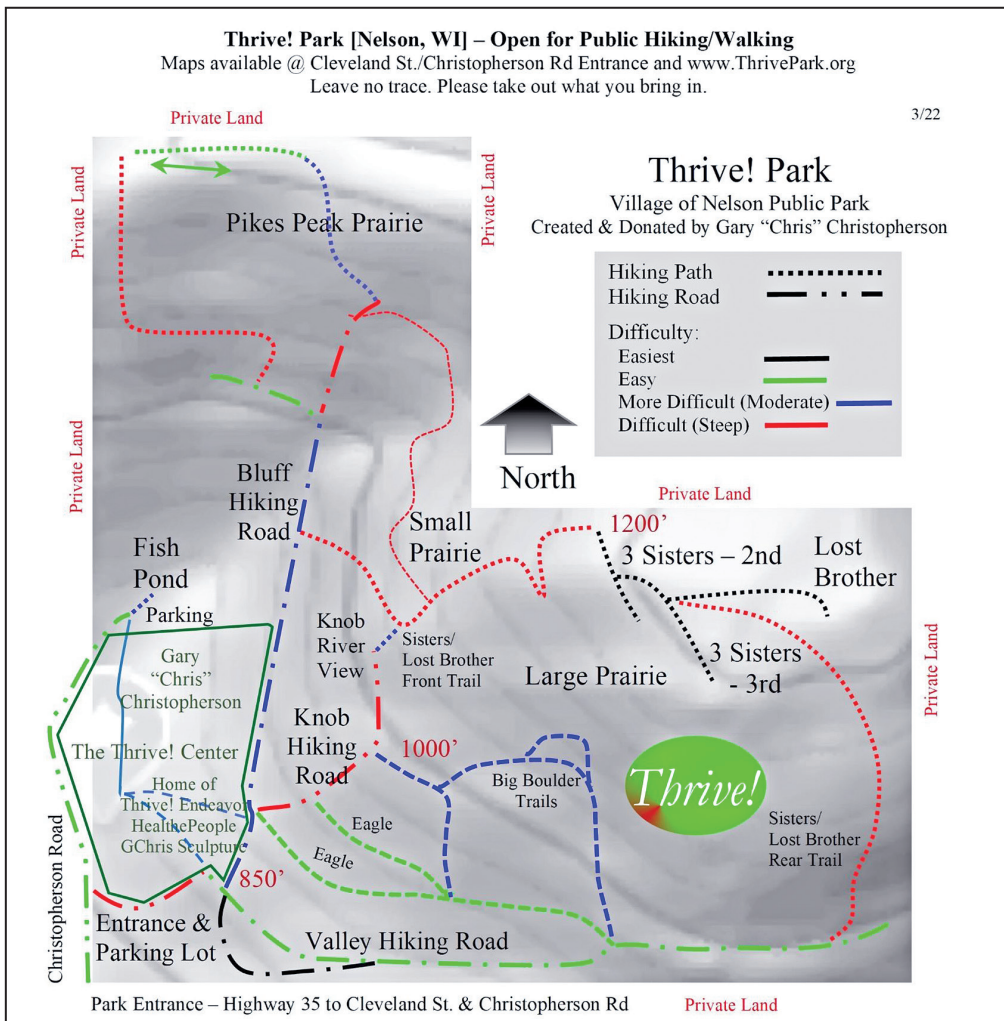 Thrive! Park [Nelson, WI] – Open for Public Hiking/Walking
Maps available @ Cleveland St./Christopherson Rd Entrance and www.ThrivePark.org
Leave no trace. Please take out what you bring in.
3/22
Private Land
Private Land
Private Land
Thrive! Park
Village of Nelson Public Park
Created & Donated by Gary “Chris” Christopherson
Pikes Peak Prairie
Hiking Path
Hiking Road
Difficulty:
Easiest
Easy
More Difficult (Moderate)
Difficult (Steep)
North
Private Land
Private Land
Bluff
Hiking
Road
Small
Prairie
1200’
3 Sisters – 2nd
Lost
Brother
Fish
Pond
Parking
Knob
River
View
Sisters/
Lost Brother
Front Trail
Large Prairie
3 Sisters
- 3rd
Private Land
Gary
“Chris”
Christopherson
The Thrive! Center
Home of
Thrive! Endeavor
HealthePeople
GChris Sculpture
Knob
Hiking
Road
1000’
Big Boulder
Trails
Thrive!
Eagle
Eagle
Sisters/
Lost Brother
Rear Trail
850’
Christopherson Road
Entrance &
Parking Lot
Valley Hiking Road
Park Entrance – Highway 35 to Cleveland St. & Christopherson Rd
Private Land